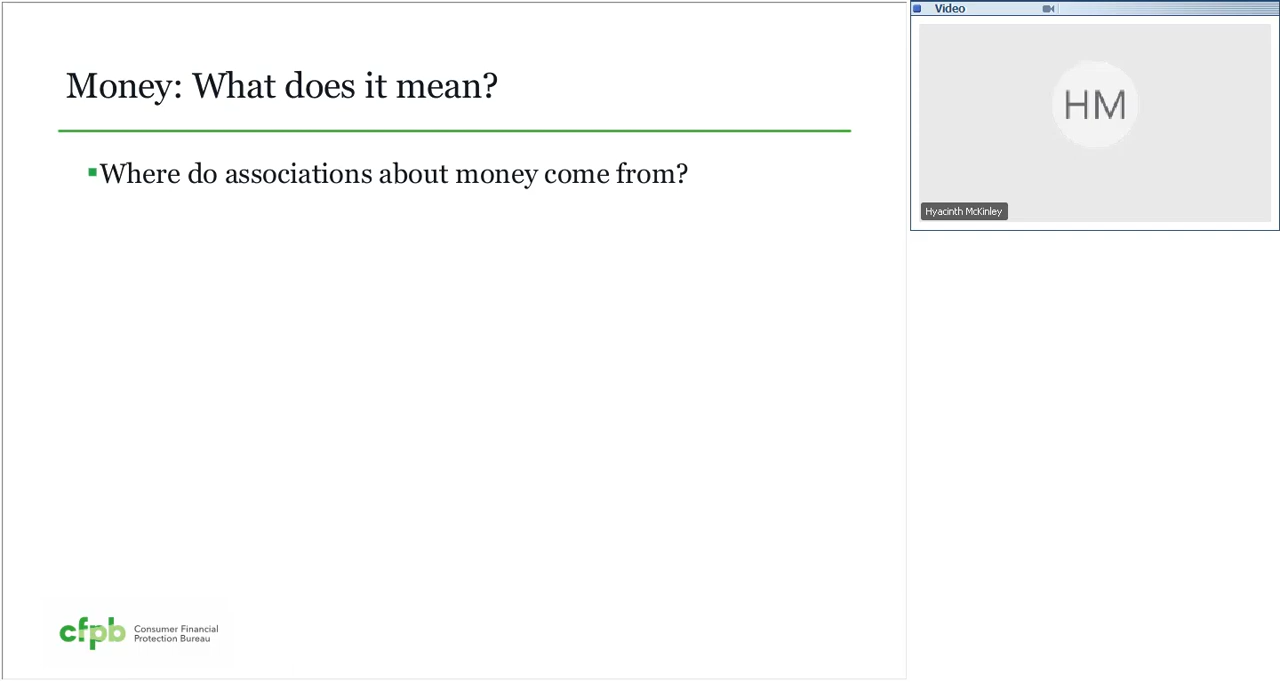 Money: What does it mean?
Where do associations about money come from?
cfpb Consumer Financial
Protection Bureau
Video
HM
Hyacinth McKinley